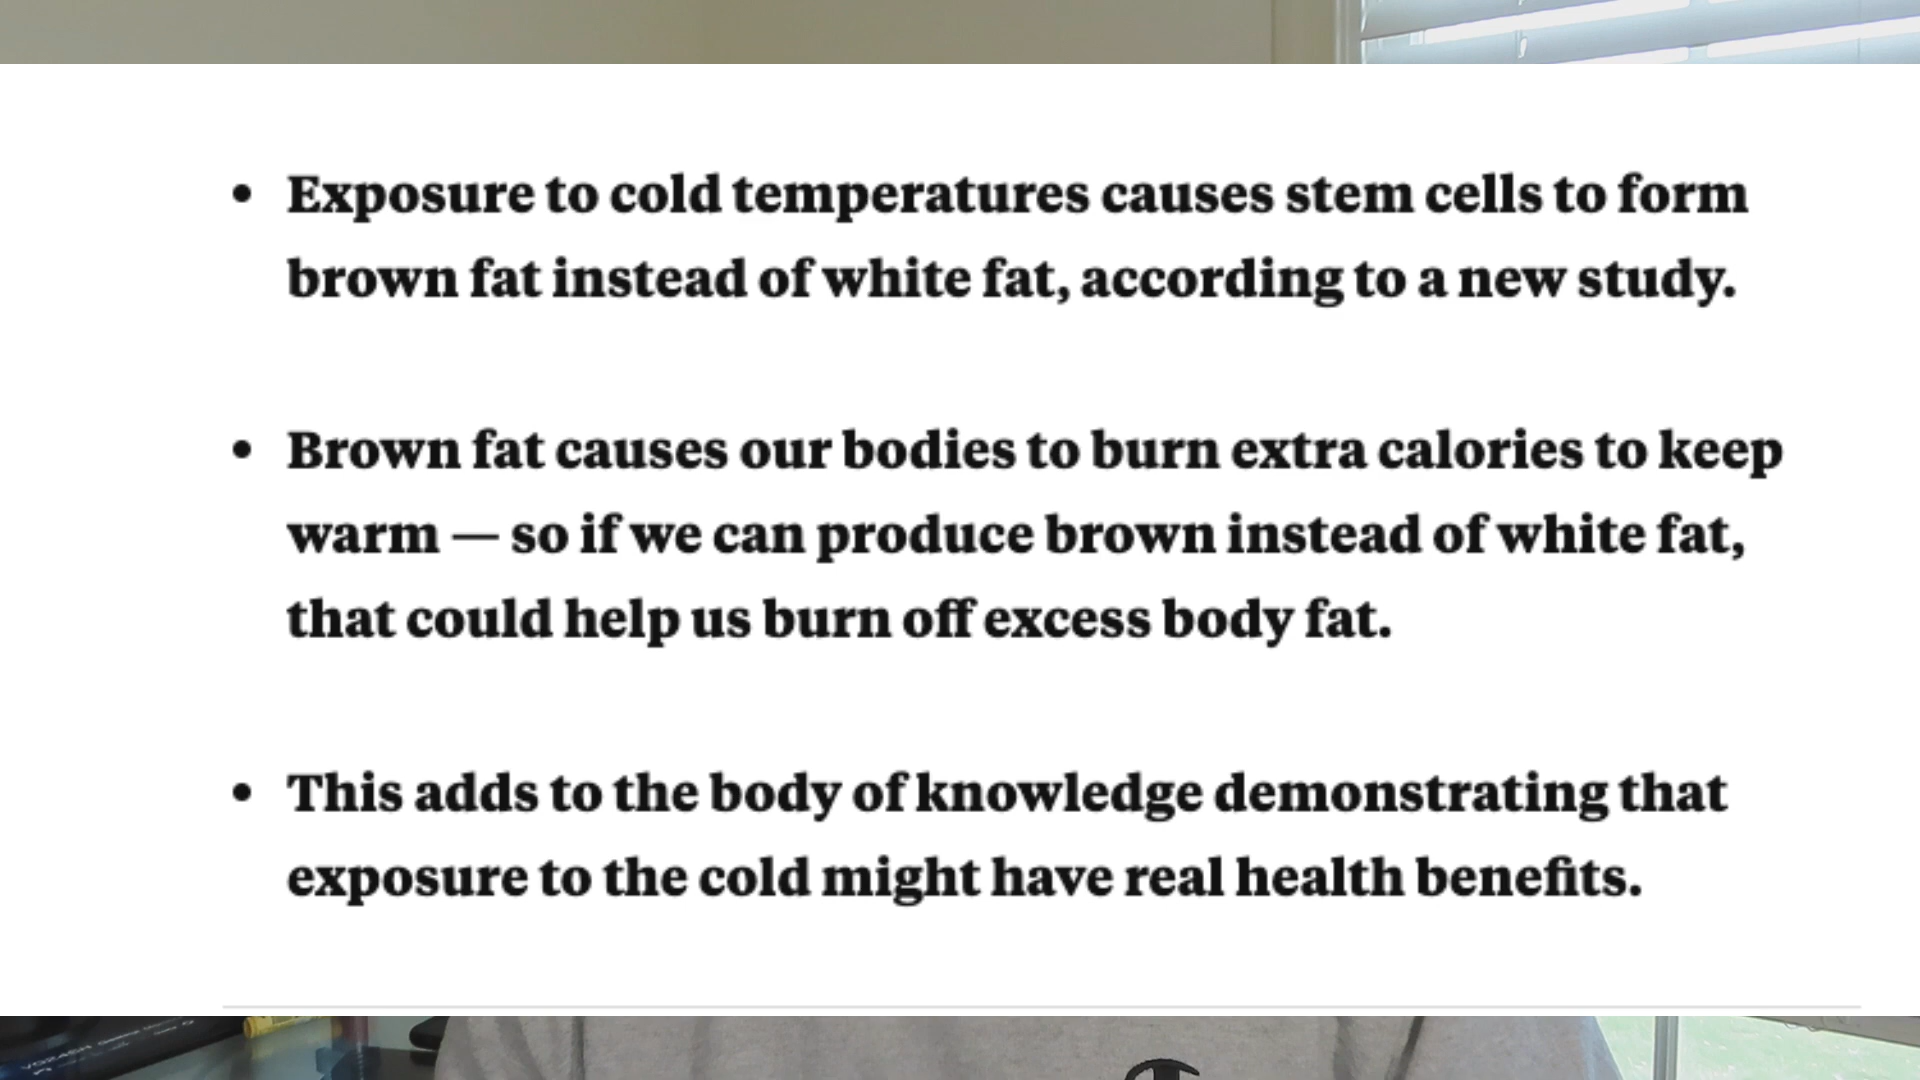 • Exposure to cold temperatures causes stem cells to form
brown fat instead of white fat, according to a new study.
• Brown fat causes our bodies to burn extra calories to keep
warm — so if we can produce brown instead of white fat,
that could help us burn off excess body fat.
• This adds to the body of knowledge demonstrating that
exposure to the cold might have real health benefits.